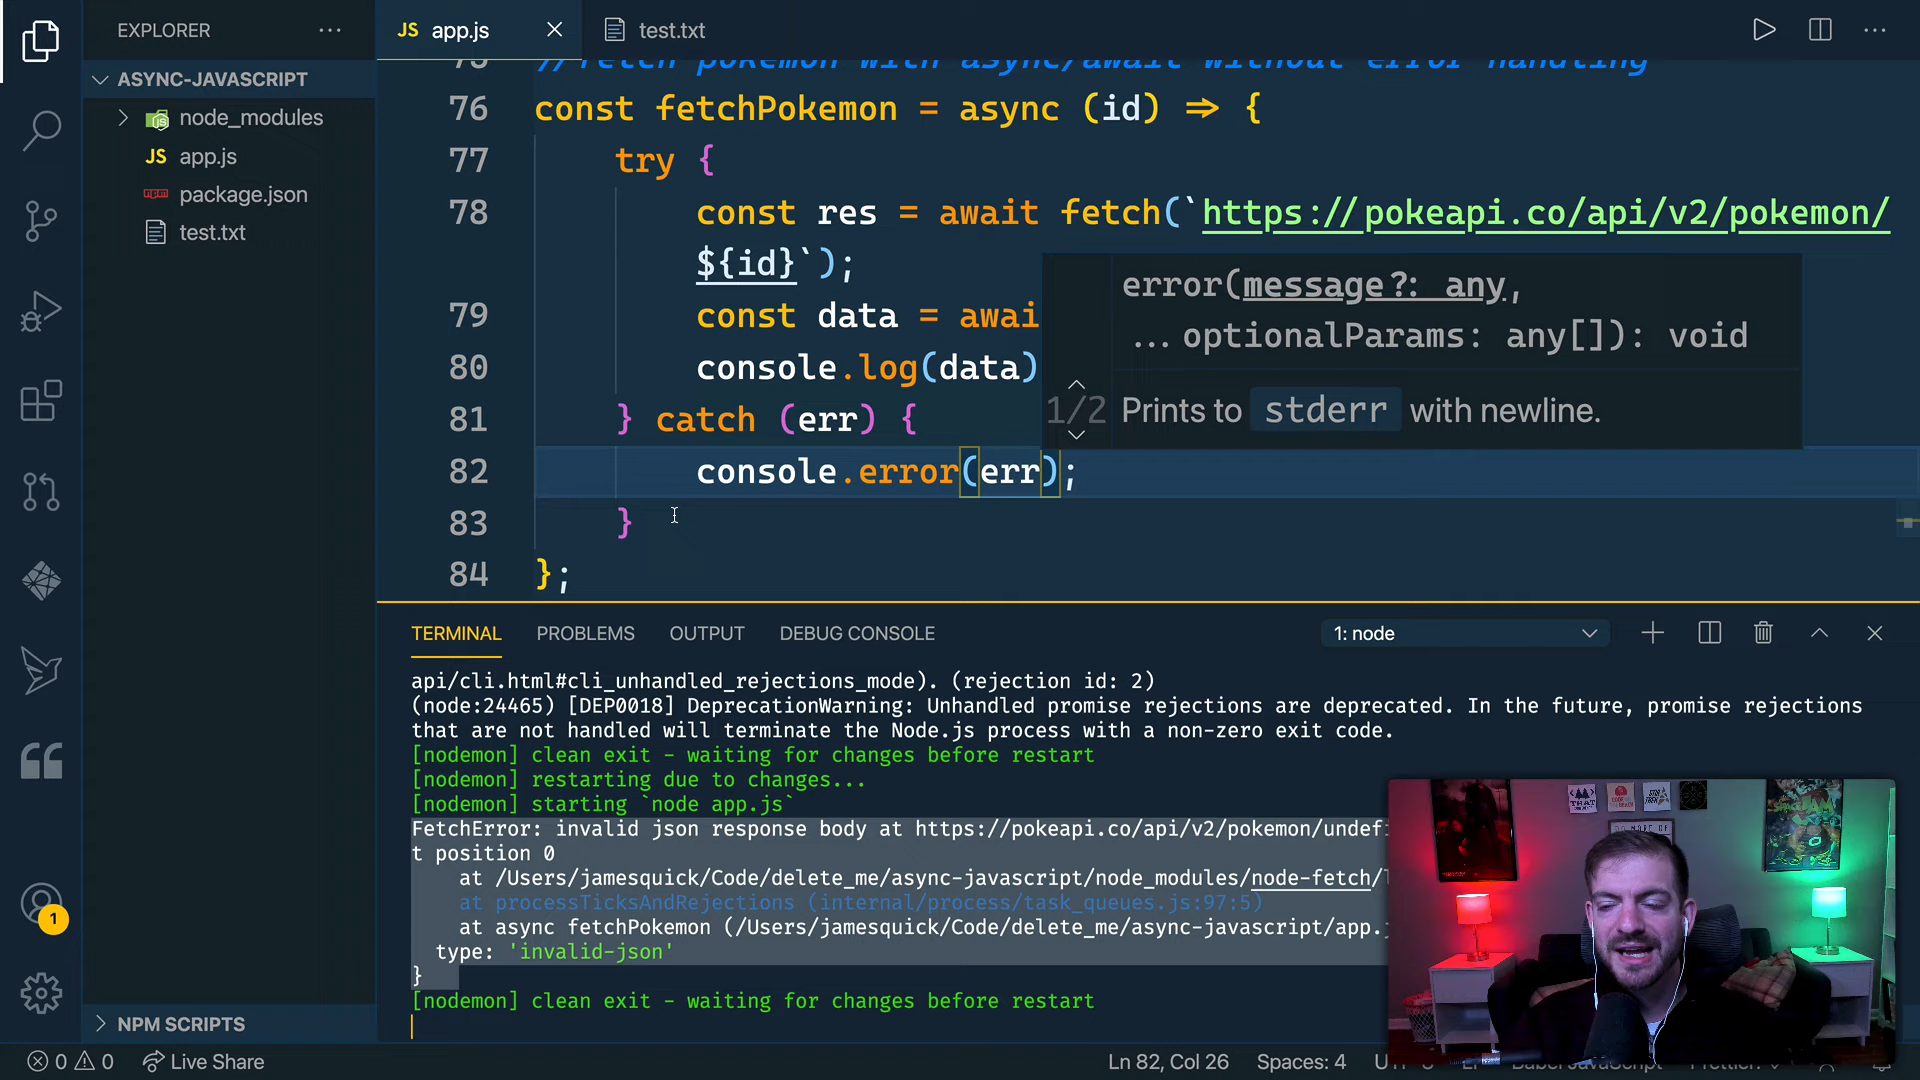 EXPLORER
ASYNC-JAVASCRIPT
node_modules
JS app.js
package.json
test.txt
NPM SCRIPTS
JS app.js
test.txt
//fetch pokemon with async/await without error handling
76 const fetchPokemon = async (id) => {
77 try {
78 const res = await fetch(`https://pokeapi.co/api/v2/pokemon/
${id}`);
79 const data = awai
80 console.log(data)
81 } catch (err) {
82 console.error(err);
83 }
84 };
error(message?: any,
...optionalParams: any[]): void
1/2 Prints to stderr with newline.
TERMINAL PROBLEMS OUTPUT DEBUG CONSOLE 1: node
api/cli.html#cli_unhandled_rejections_mode). (rejection id: 2)
(node:24465) [DEP0018] DeprecationWarning: Unhandled promise rejections are deprecated. In the future, promise rejections
that are not handled will terminate the Node.js process with a non-zero exit code.
[nodemon] clean exit - waiting for changes before restart
[nodemon] restarting due to changes...
[nodemon] starting `node app.js`
FetchError: invalid json response body at https://pokeapi.co/api/v2/pokemon/undef
t position 0
at /Users/jamesquick/Code/delete_me/async-javascript/node_modules/node-fetch/
at processTicksAndRejections (internal/process/task_queues.js:97:5)
at async fetchPokemon (/Users/jamesquick/Code/delete_me/async-javascript/app.j
type: 'invalid-json'
}
[nodemon] clean exit - waiting for changes before restart
1
0 0 Live Share Ln 82, Col 26 Spaces: 4